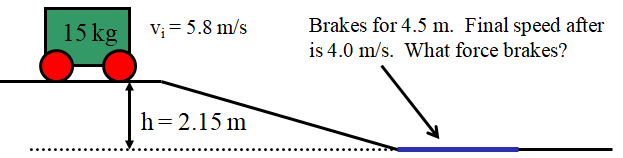 15 kg
vᵢ = 5.8 m/s
Brakes for 4.5 m. Final speed after
is 4.0 m/s. What force brakes?
h = 2.15 m